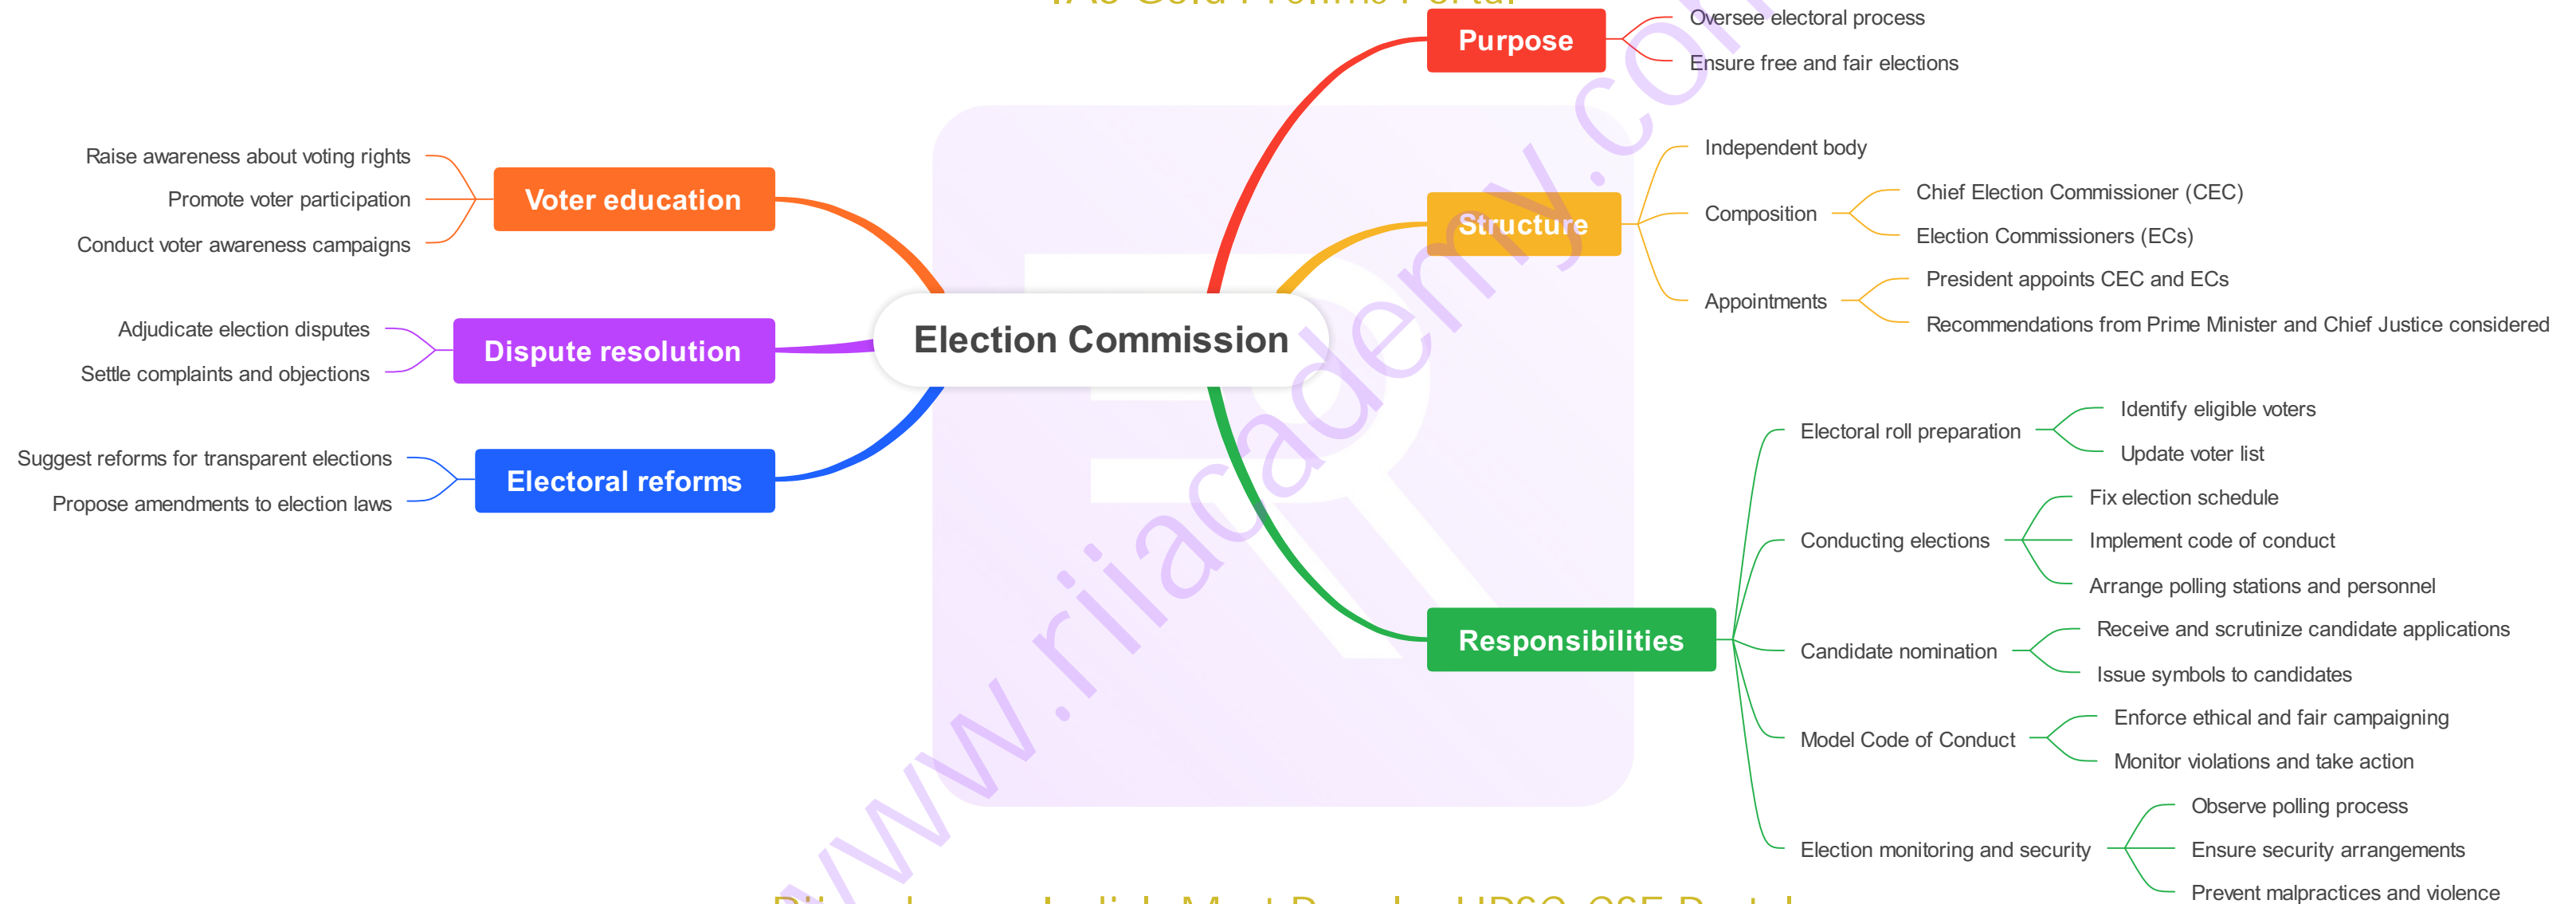 Election Commission
Purpose
Oversee electoral process
Ensure free and fair elections
Structure
Independent body
Composition
Chief Election Commissioner (CEC)
Election Commissioners (ECs)
Appointments
President appoints CEC and ECs
Recommendations from Prime Minister and Chief Justice considered
Responsibilities
Electoral roll preparation
Identify eligible voters
Update voter list
Conducting elections
Fix election schedule
Implement code of conduct
Arrange polling stations and personnel
Candidate nomination
Receive and scrutinize candidate applications
Issue symbols to candidates
Model Code of Conduct
Enforce ethical and fair campaigning
Monitor violations and take action
Election monitoring and security
Observe polling process
Ensure security arrangements
Prevent malpractices and violence
Voter education
Raise awareness about voting rights
Promote voter participation
Conduct voter awareness campaigns
Dispute resolution
Adjudicate election disputes
Settle complaints and objections
Electoral reforms
Suggest reforms for transparent elections
Propose amendments to election laws
www.rijacademy.com